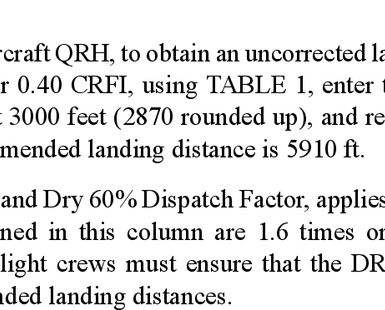 rcraft QRH, to obtain an uncorrected la
r 0.40 CRFI, using TABLE 1, enter t
3000 feet (2870 rounded up), and re
mended landing distance is 5910 ft.
and Dry 60% Dispatch Factor, applies
ned in this column are 1.6 times or
light crews must ensure that the DR
ded landing distances.